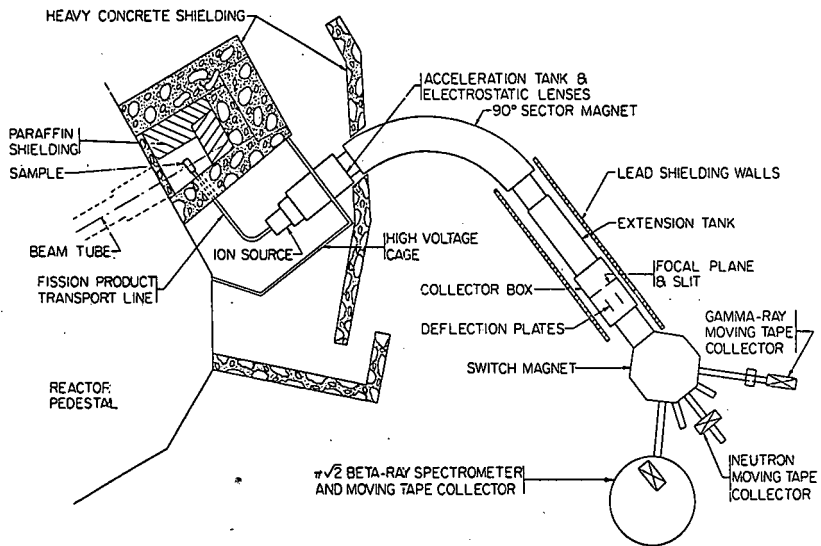 HEAVY CONCRETE SHIELDING
ACCELERATION TANK &
ELECTROSTATIC LENSES
90° SECTOR MAGNET
PARAFFIN
SHIELDING
SAMPLE
LEAD SHIELDING WALLS
EXTENSION TANK
BEAM TUBE
ION SOURCE
HIGH VOLTAGE
CAGE
FISSION PRODUCT
TRANSPORT LINE
FOCAL PLANE
& SLIT
COLLECTOR BOX
DEFLECTION PLATES
GAMMA-RAY
MOVING TAPE
COLLECTOR
SWITCH MAGNET
REACTOR
PEDESTAL
π√2 BETA-RAY SPECTROMETER
AND MOVING TAPE COLLECTOR
NEUTRON
MOVING TAPE
COLLECTOR